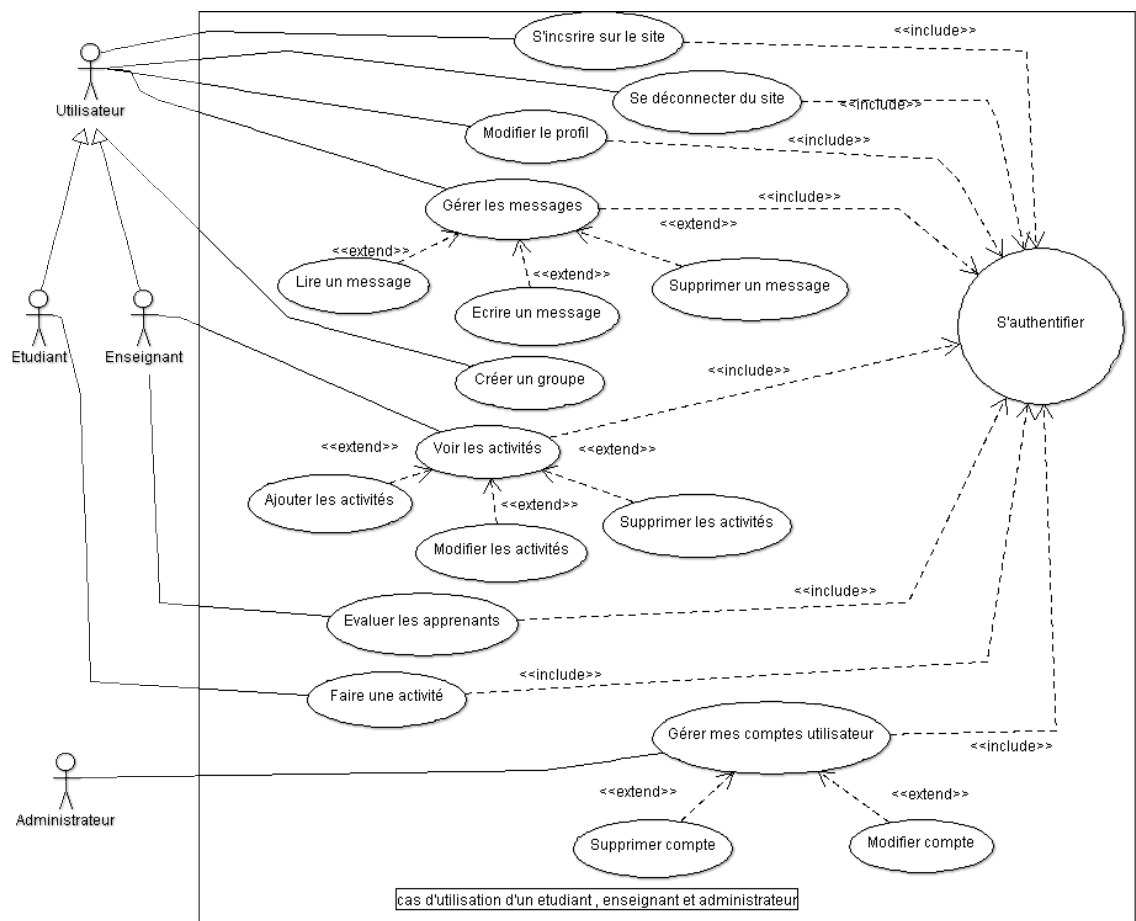 S'incsrire sur le site
<<include>>
Utilisateur
Se déconnecter du site
<<include>>
Modifier le profil
<<include>>
Gérer les messages
<<include>>
<<extend>>
<<extend>>
Lire un message
<<extend>>
Supprimer un message
Ecrire un message
S'authentifier
Etudiant
Enseignant
Créer un groupe
<<include>>
Voir les activités
<<extend>>
<<extend>>
Ajouter les activités
<<extend>>
Supprimer les activités
Modifier les activités
<<include>>
Evaluer les apprenants
<<include>>
Faire une activité
Gérer mes comptes utilisateur
<<include>>
Administrateur
<<extend>>
<<extend>>
Supprimer compte
Modifier compte
cas d'utilisation d'un etudiant , enseignant et administrateur